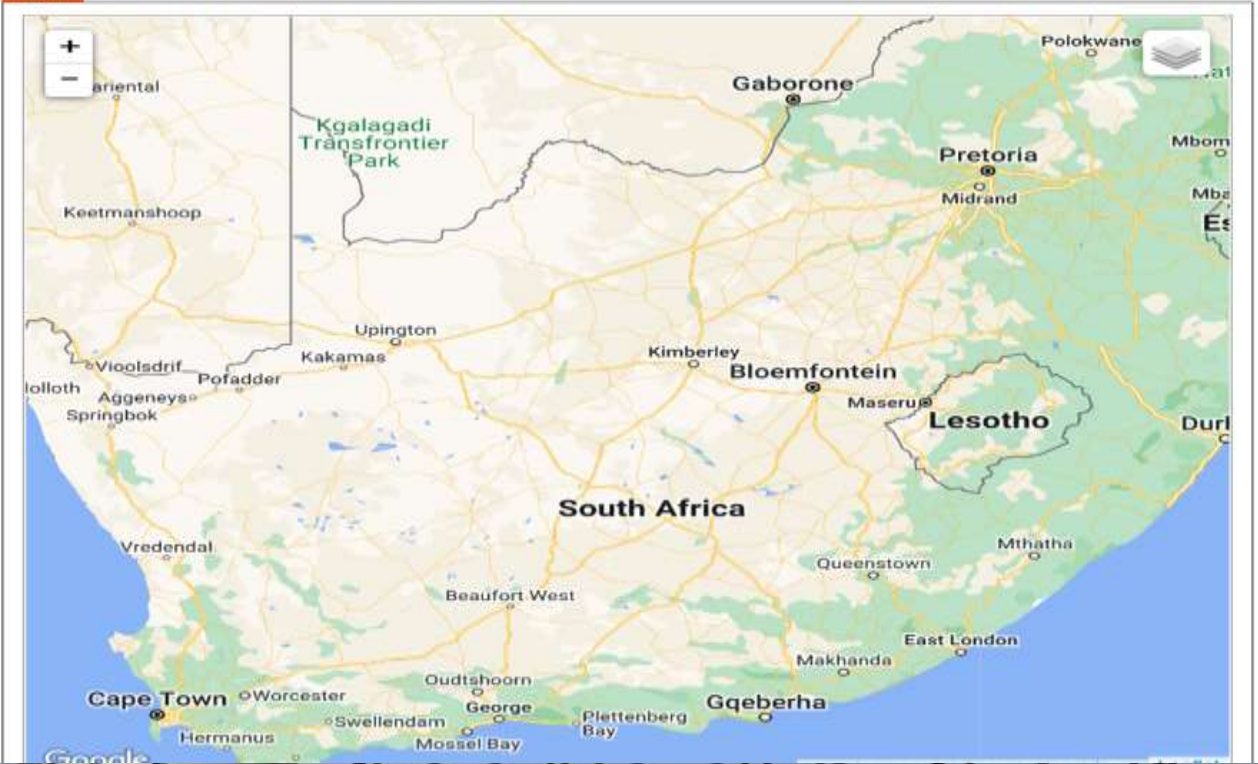 +
Polokwane
−
ariental
Gaborone
Kgalagadi
Transfrontier
Park
Mbom
Pretoria
Midrand
Mba
Keetmanshoop
Es
Upington
Kimberley
Kakamas
Vioolsdrif
Bloemfontein
Pofadder
lolloth
Aggeneys
Maseru
Springbok
Lesotho
Durl
South Africa
Vredendal
Mthatha
Queenstown
Beaufort West
East London
Makhanda
Oudtshoorn
Cape Town
Worcester
George
Gqeberha
Plettenberg
Bay
Swellendam
Hermanus
Mossel Bay
Google